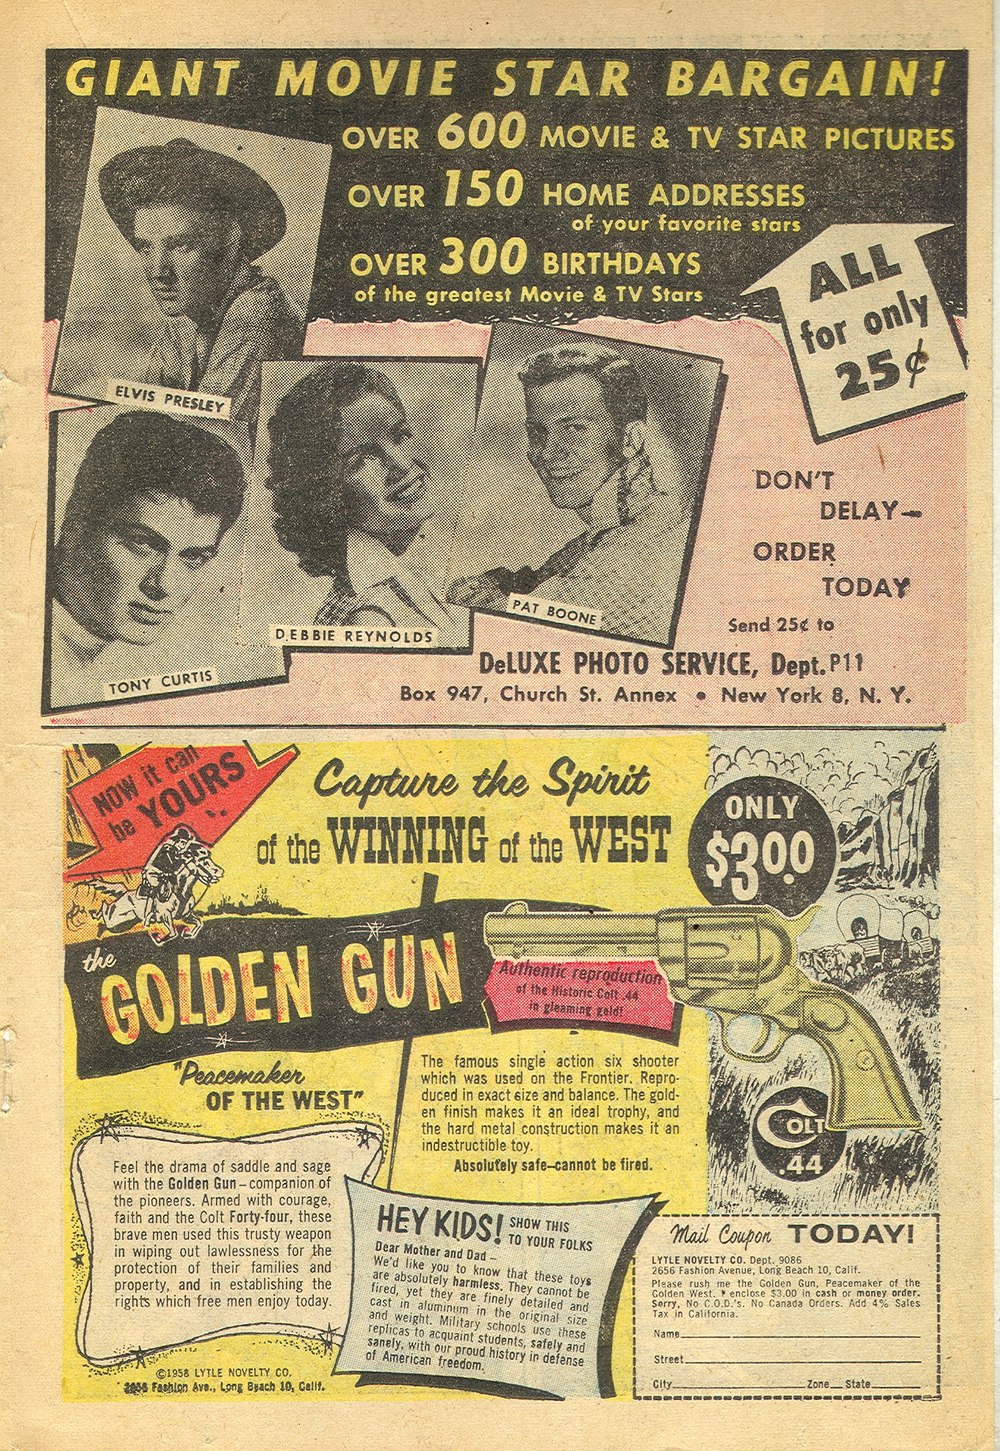 GIANT MOVIE STAR BARGAIN!
OVER 600 MOVIE & TV STAR PICTURES
OVER 150 HOME ADDRESSES
of your favorite stars
OVER 300 BIRTHDAYS
of the greatest Movie & TV Stars
ALL
for only
25¢
ELVIS PRESLEY
TONY CURTIS
DEBBIE REYNOLDS
PAT BOONE
DON'T
DELAY—
ORDER
TODAY
Send 25¢ to
DeLUXE PHOTO SERVICE, Dept. P11
Box 947, Church St. Annex • New York 8, N. Y.
NOW it can
be YOURS
Capture the Spirit
of the WINNING of the WEST
ONLY
$3.00
the
GOLDEN GUN
Authentic reproduction
of the Historic Colt .44
in gleaming gold!
"Peacemaker
OF THE WEST"
The famous single action six shooter
which was used on the Frontier. Repro-
duced in exact size and balance. The gold-
en finish makes it an ideal trophy, and
the hard metal construction makes it an
indestructible toy.
Absolutely safe—cannot be fired.
COLT
.44
Feel the drama of saddle and sage
with the Golden Gun – companion of
the pioneers. Armed with courage,
faith and the Colt Forty-four, these
brave men used this trusty weapon
in wiping out lawlessness for the
protection of their families and
property, and in establishing the
rights which free men enjoy today.
©1958 LYTLE NOVELTY CO.
2656 Fashion Ave., Long Beach 10, Calif.
HEY KIDS! SHOW THIS
TO YOUR FOLKS
Dear Mother and Dad –
We'd like you to know that these toys
are absolutely harmless. They cannot be
fired, yet they are finely detailed and
cast in aluminum in the original size
and weight. Military schools use these
replicas to acquaint students, safely and
sanely, with our proud history in defense
of American freedom.
Mail Coupon TODAY!
LYTLE NOVELTY CO. Dept. 9086
2656 Fashion Avenue, Long Beach 10, Calif.
Please rush me the Golden Gun, Peacemaker of the
Golden West. I enclose $3.00 in cash or money order.
Sorry, No C.O.D.'s. No Canada Orders. Add 4% Sales
Tax in California.
Name
Street
City Zone State